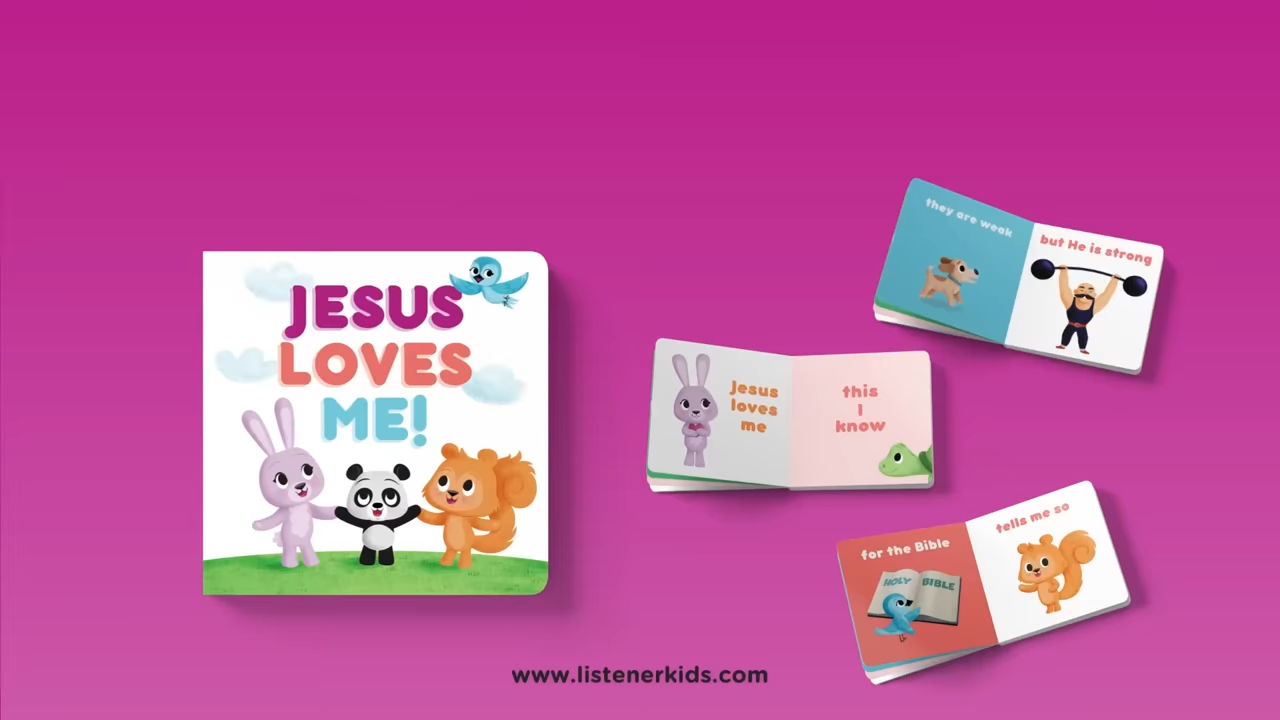 JESUS
LOVES
ME!
they are weak
but He is strong
Jesus
loves
me
this
I
know
for the Bible
HOLY BIBLE
tells me so
www.listenerkids.com